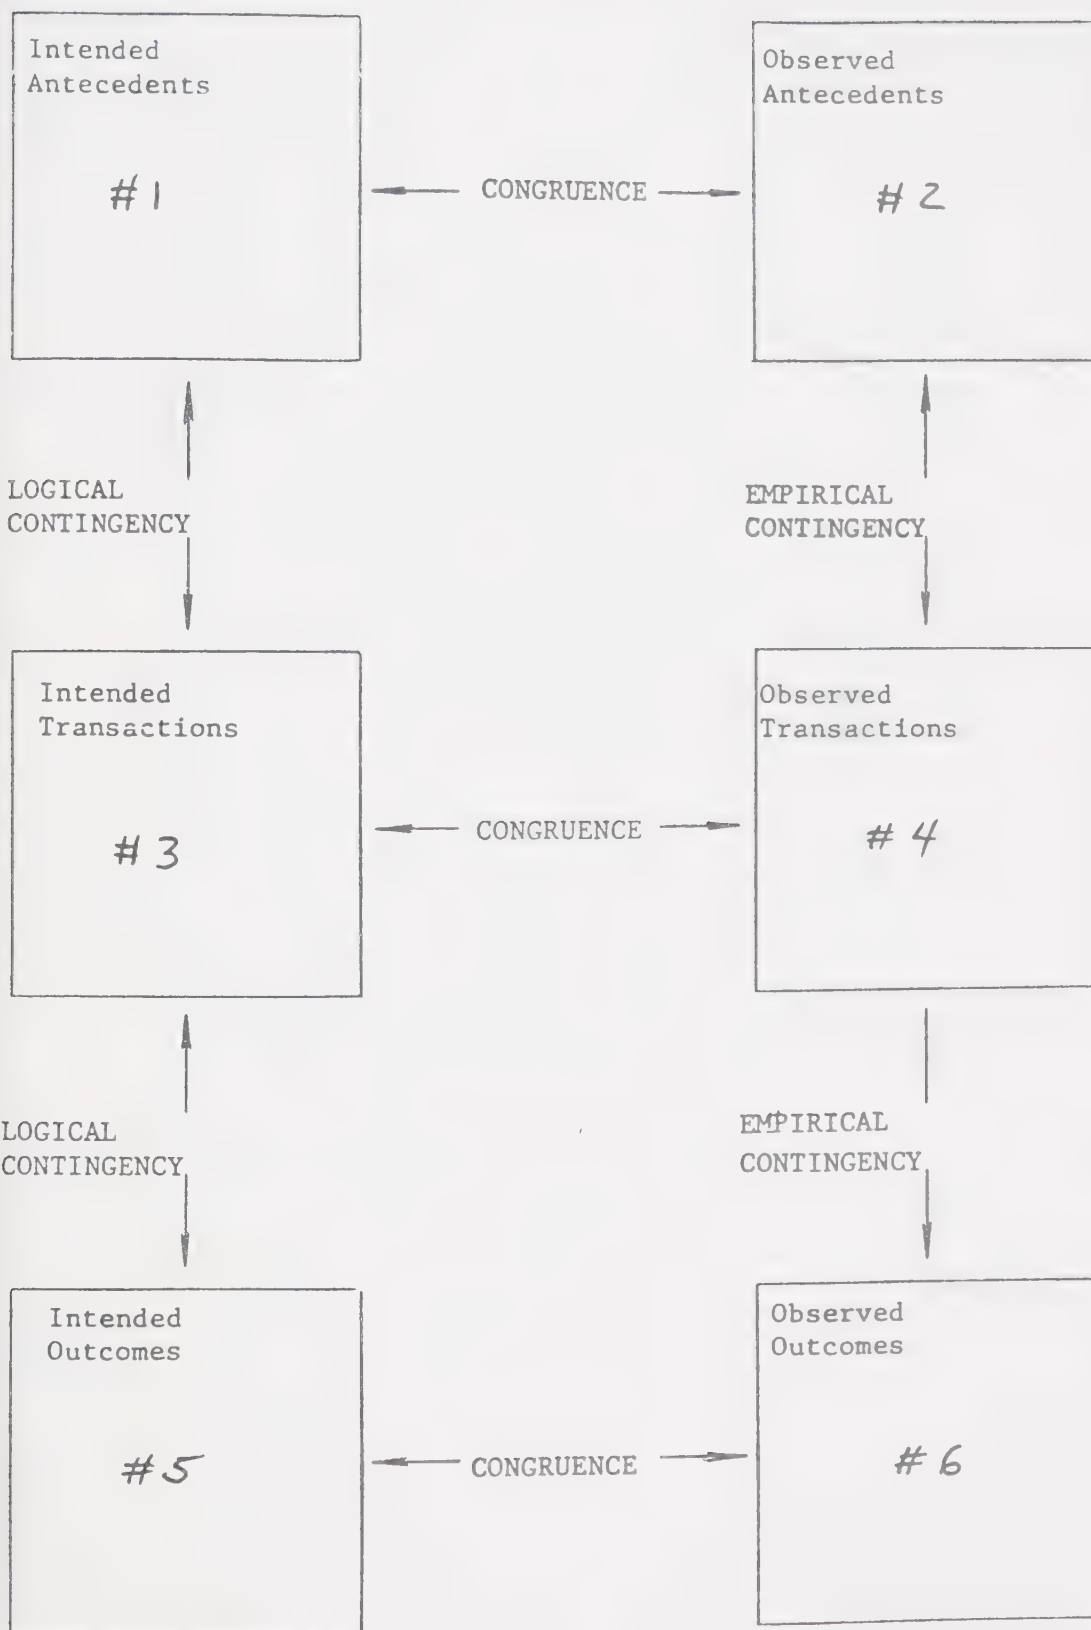 Intended
Antecedents
#1
CONGRUENCE
Observed
Antecedents
#2
LOGICAL
CONTINGENCY
EMPIRICAL
CONTINGENCY
Intended
Transactions
#3
CONGRUENCE
Observed
Transactions
#4
LOGICAL
CONTINGENCY
EMPIRICAL
CONTINGENCY
Intended
Outcomes
#5
CONGRUENCE
Observed
Outcomes
#6